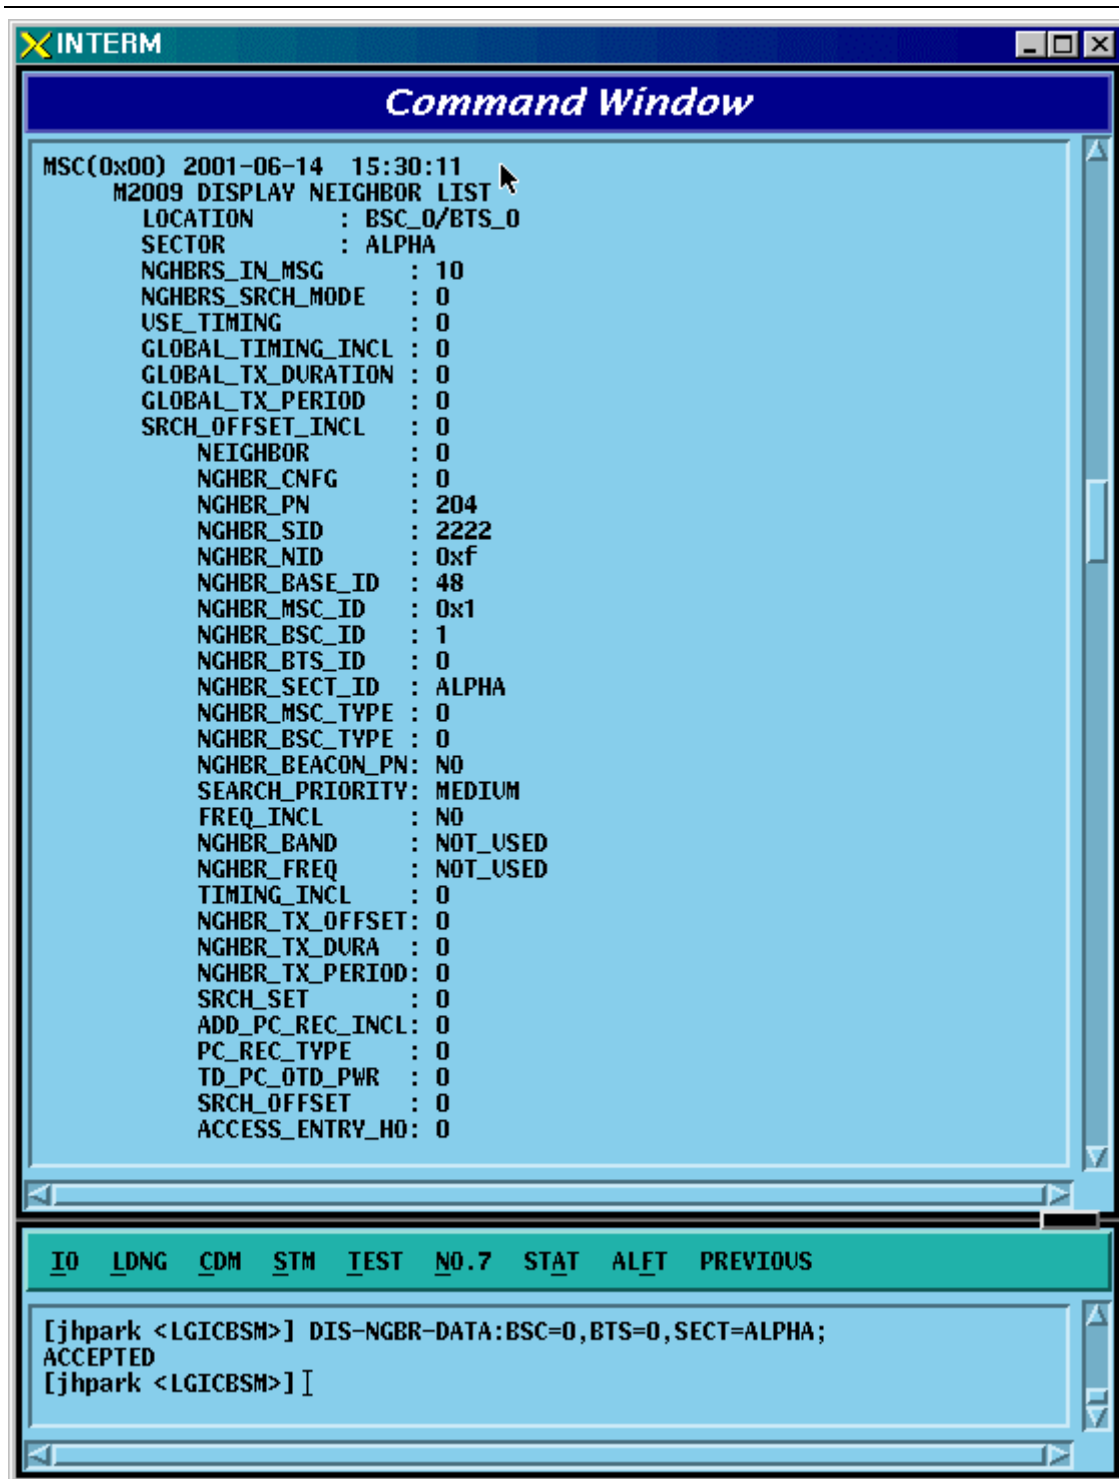 INTERM
Command Window
MSC(0x00) 2001-06-14 15:30:11
M2009 DISPLAY NEIGHBOR LIST
LOCATION : BSC_0/BTS_0
SECTOR : ALPHA
NGHBRS_IN_MSG : 10
NGHBRS_SRCH_MODE : 0
USE_TIMING : 0
GLOBAL_TIMING_INCL : 0
GLOBAL_TX_DURATION : 0
GLOBAL_TX_PERIOD : 0
SRCH_OFFSET_INCL : 0
NEIGHBOR : 0
NGHBR_CNFG : 0
NGHBR_PN : 204
NGHBR_SID : 2222
NGHBR_NID : 0xf
NGHBR_BASE_ID : 48
NGHBR_MSC_ID : 0x1
NGHBR_BSC_ID : 1
NGHBR_BTS_ID : 0
NGHBR_SECT_ID : ALPHA
NGHBR_MSC_TYPE : 0
NGHBR_BSC_TYPE : 0
NGHBR_BEACON_PN: NO
SEARCH_PRIORITY: MEDIUM
FREQ_INCL : NO
NGHBR_BAND : NOT_USED
NGHBR_FREQ : NOT_USED
TIMING_INCL : 0
NGHBR_TX_OFFSET: 0
NGHBR_TX_DURA : 0
NGHBR_TX_PERIOD: 0
SRCH_SET : 0
ADD_PC_REC_INCL: 0
PC_REC_TYPE : 0
TD_PC_OTD_PWR : 0
SRCH_OFFSET : 0
ACCESS_ENTRY_HO: 0
IO LDNG CDM STM TEST NO.7 STAT ALFT PREVIOUS
[jhpark <LGICBSM>] DIS-NGBR-DATA:BSC=0,BTS=0,SECT=ALPHA;
ACCEPTED
[jhpark <LGICBSM>]